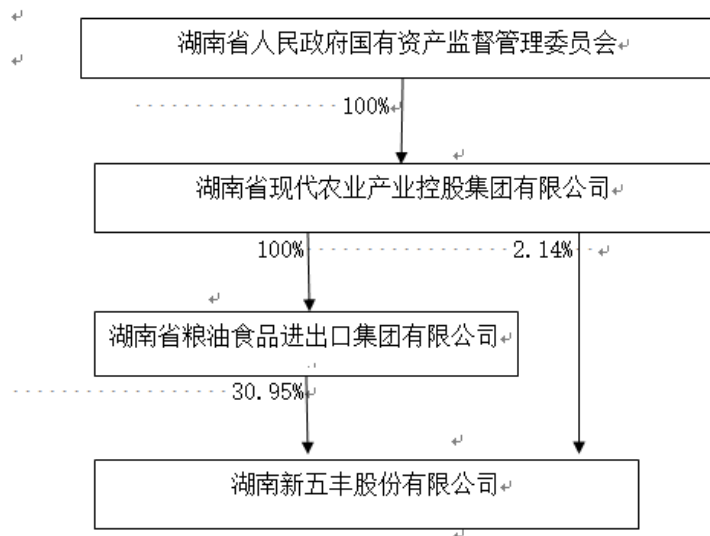 湖南省人民政府国有资产监督管理委员会
100%
湖南省现代农业产业控股集团有限公司
100% 2.14%
湖南省粮油食品进出口集团有限公司
30.95%
湖南新五丰股份有限公司